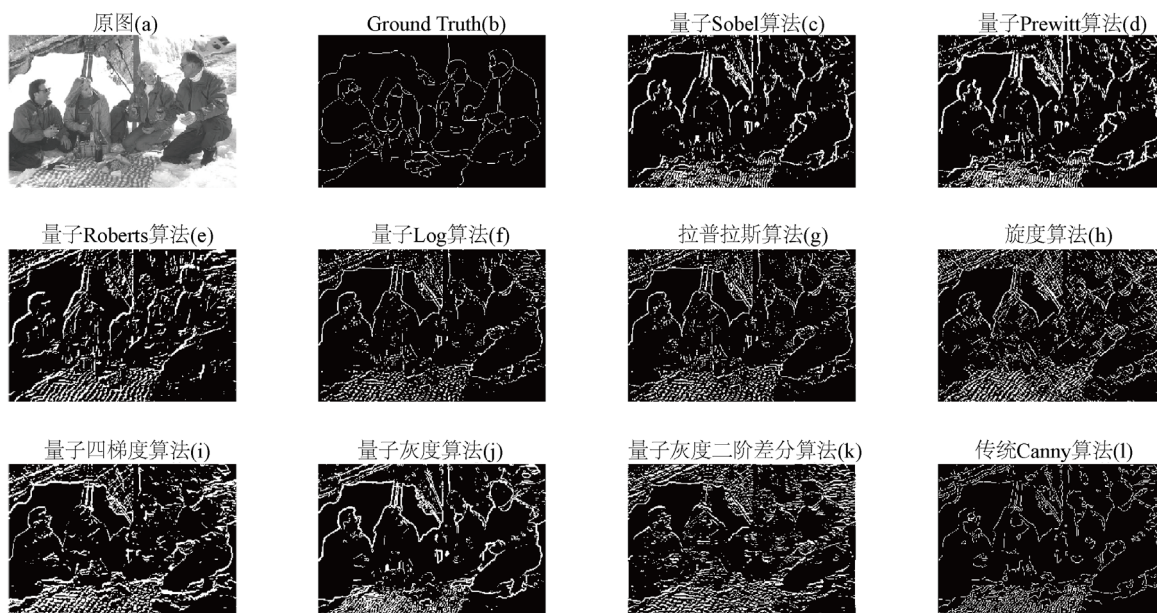 原图(a)
Ground Truth(b)
量子Sobel算法(c)
量子Prewitt算法(d)
量子Roberts算法(e)
量子Log算法(f)
拉普拉斯算法(g)
旋度算法(h)
量子四梯度算法(i)
量子灰度算法(j)
量子灰度二阶差分算法(k)
传统Canny算法(l)